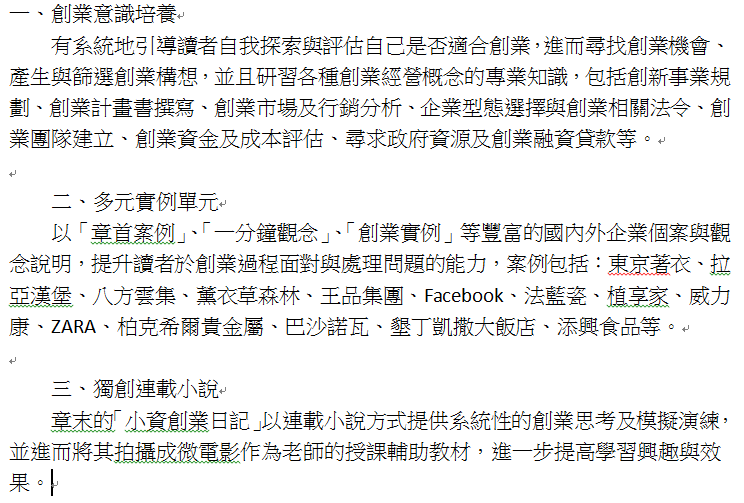 一、創業意識培養
有系統地引導讀者自我探索與評估自己是否適合創業，進而尋找創業機會、
產生與篩選創業構想，並且研習各種創業經營概念的專業知識，包括創新事業規
劃、創業計畫書撰寫、創業市場及行銷分析、企業型態選擇與創業相關法令、創
業團隊建立、創業資金及成本評估、尋求政府資源及創業融資貸款等。
二、多元實例單元
以「章首案例」、「一分鐘觀念」、「創業實例」等豐富的國內外企業個案與觀
念說明，提升讀者於創業過程面對與處理問題的能力，案例包括：東京著衣、拉
亞漢堡、八方雲集、薰衣草森林、王品集團、Facebook、法藍瓷、植享家、威力
康、ZARA、柏克希爾貴金屬、巴沙諾瓦、墾丁凱撒大飯店、添興食品等。
三、獨創連載小說
章末的「小資創業日記」以連載小說方式提供系統性的創業思考及模擬演練，
並進而將其拍攝成微電影作為老師的授課輔助教材，進一步提高學習興趣與效
果。